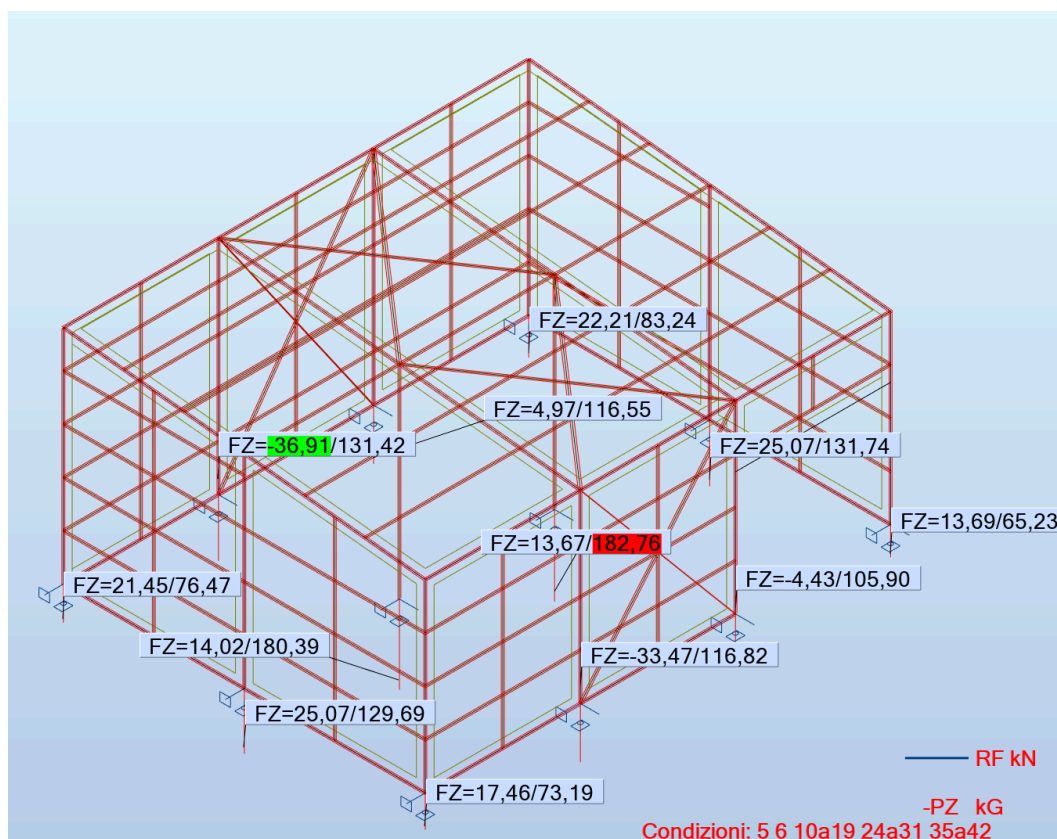 FZ=22,21/83,24
FZ=4,97/116,55
FZ=-36,91/131,42
FZ=25,07/131,74
FZ=13,69/65,23
FZ=13,67/182,76
FZ=-4,43/105,90
FZ=21,45/76,47
FZ=14,02/180,39
FZ=-33,47/116,82
FZ=25,07/129,69
FZ=17,46/73,19
RF kN
-PZ kG
Condizioni: 5 6 10a19 24a31 35a42